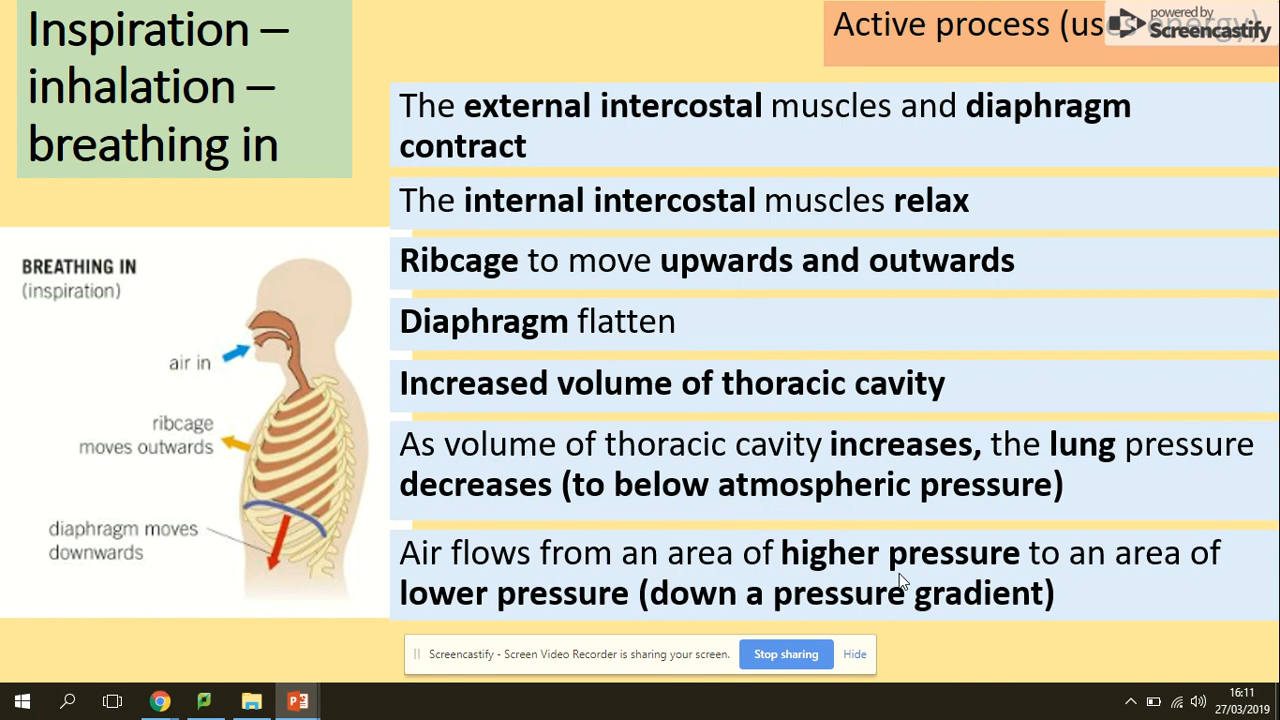 Inspiration –
inhalation –
breathing in
Active process (uses energy)
powered by
Screencastify
The external intercostal muscles and diaphragm
contract
The internal intercostal muscles relax
Ribcage to move upwards and outwards
Diaphragm flatten
Increased volume of thoracic cavity
As volume of thoracic cavity increases, the lung pressure
decreases (to below atmospheric pressure)
Air flows from an area of higher pressure to an area of
lower pressure (down a pressure gradient)
BREATHING IN
(inspiration)
air in
ribcage
moves outwards
diaphragm moves
downwards
Screencastify - Screen Video Recorder is sharing your screen.
Stop sharing
Hide
16:11
27/03/2019